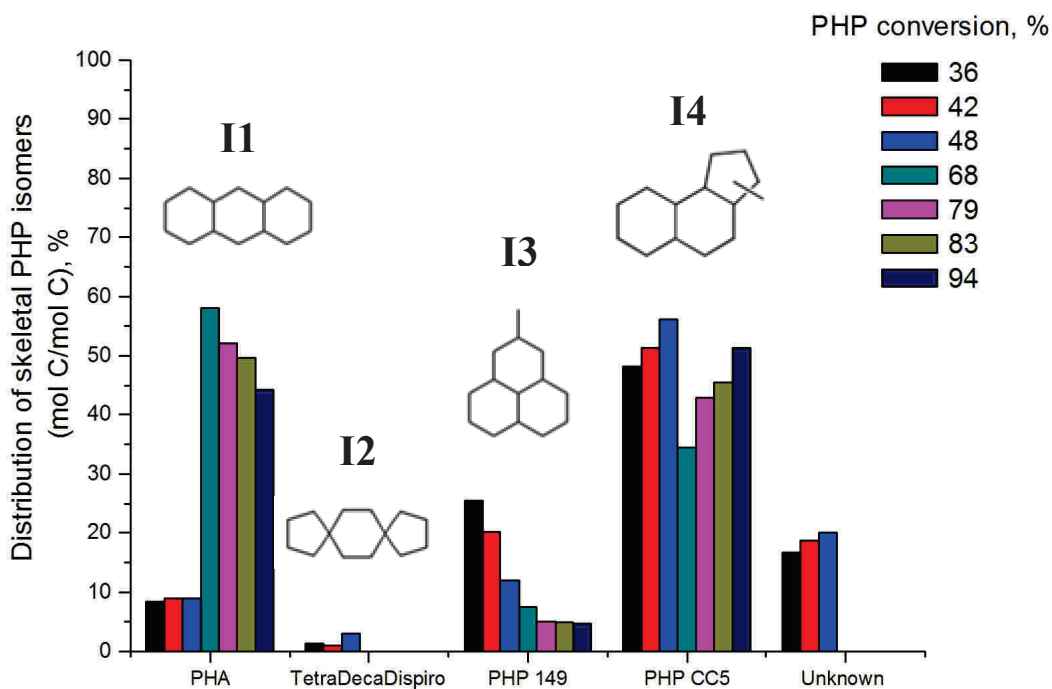 PHP conversion, %
36
42
48
68
79
83
94
Distribution of skeletal PHP isomers
(mol C/mol C), %
100
90
80
70
60
50
40
30
20
10
0
I1
I2
I3
I4
PHA
TetraDecaDispiro
PHP 149
PHP CC5
Unknown